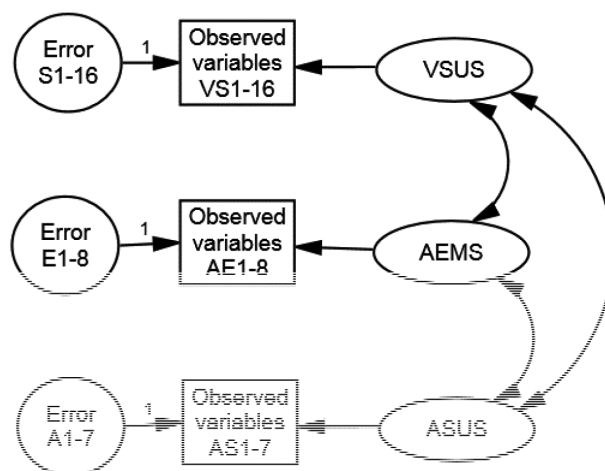 Error
S1-16
1
Observed
variables
VS1-16
VSUS
Error
E1-8
1
Observed
variables
AE1-8
AEMS
Error
A1-7
1
Observed
variables
AS1-7
ASUS